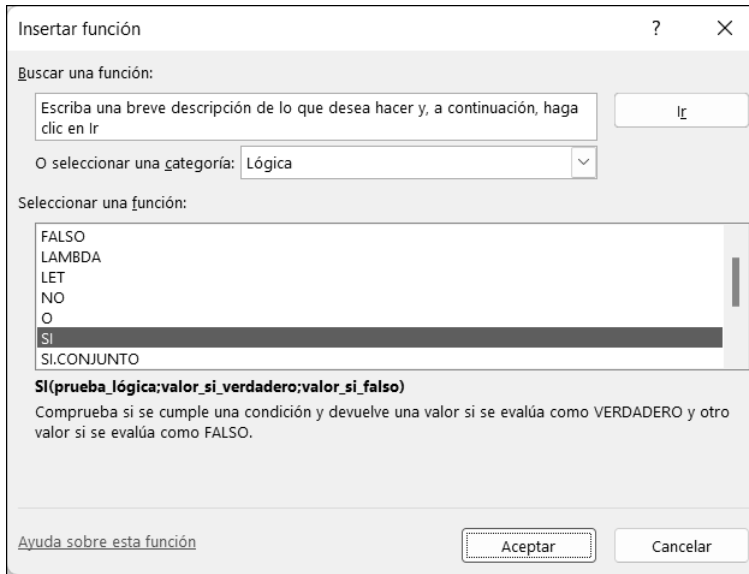 Insertar función
?
Buscar una función:
Escriba una breve descripción de lo que desea hacer y, a continuación, haga
clic en Ir
Ir
O seleccionar una categoría: Lógica
Seleccionar una función:
FALSO
LAMBDA
LET
NO
O
SI
SI.CONJUNTO
SI(prueba_lógica;valor_si_verdadero;valor_si_falso)
Comprueba si se cumple una condición y devuelve una valor si se evalúa como VERDADERO y otro
valor si se evalúa como FALSO.
Ayuda sobre esta función
Aceptar
Cancelar